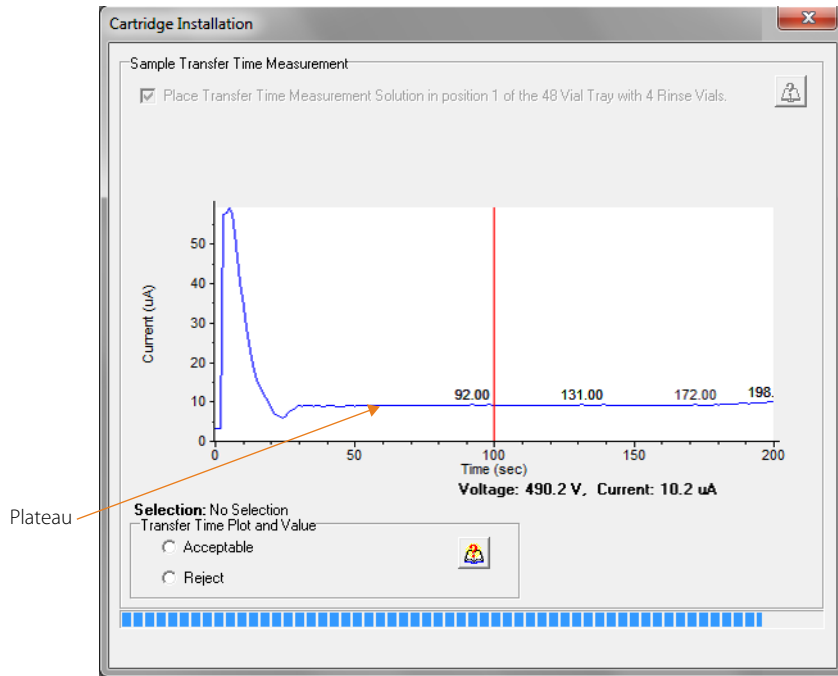 Cartridge Installation
x
Sample Transfer Time Measurement
Place Transfer Time Measurement Solution in position 1 of the 48 Vial Tray with 4 Rinse Vials.
Current (uA)
50
40
30
20
10
0
92.00 131.00 172.00 198.
0 50 100 150 200
Time (sec)
Voltage: 490.2 V, Current: 10.2 uA
Plateau
Selection: No Selection
Transfer Time Plot and Value
Acceptable
Reject